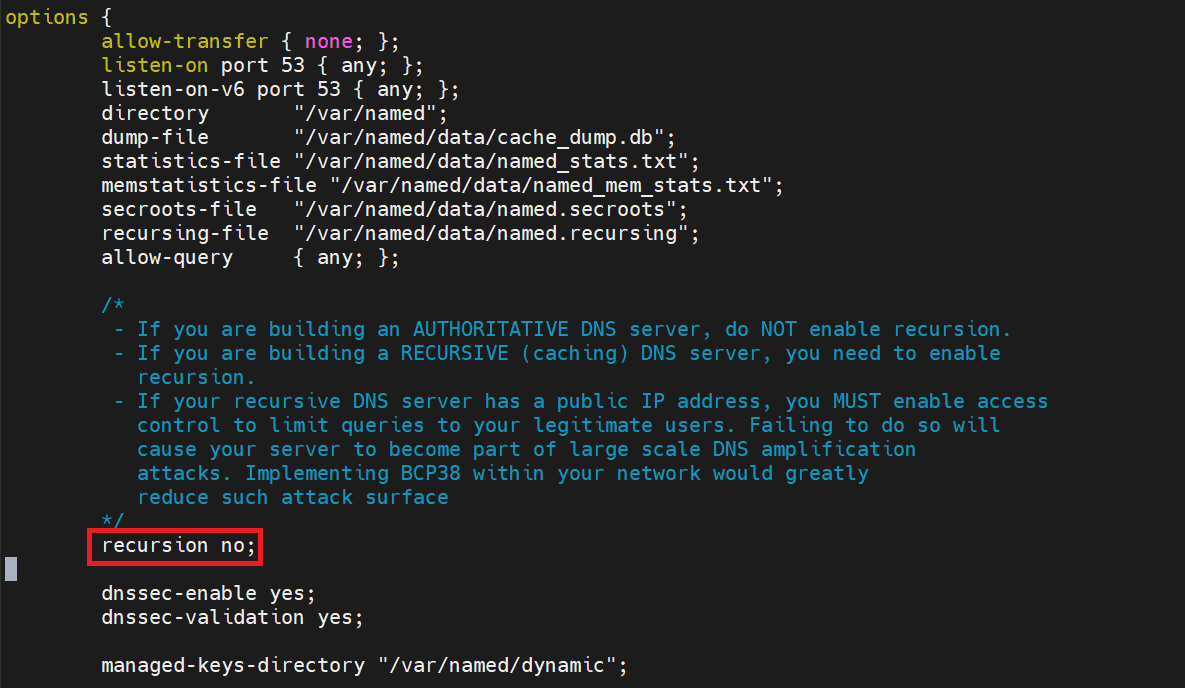 options {
        allow-transfer { none; };
        listen-on port 53 { any; };
        listen-on-v6 port 53 { any; };
        directory       "/var/named";
        dump-file       "/var/named/data/cache_dump.db";
        statistics-file "/var/named/data/named_stats.txt";
        memstatistics-file "/var/named/data/named_mem_stats.txt";
        secroots-file   "/var/named/data/named.secroots";
        recursing-file  "/var/named/data/named.recursing";
        allow-query     { any; };

        /*
         - If you are building an AUTHORITATIVE DNS server, do NOT enable recursion.
         - If you are building a RECURSIVE (caching) DNS server, you need to enable
           recursion.
         - If your recursive DNS server has a public IP address, you MUST enable access
           control to limit queries to your legitimate users. Failing to do so will
           cause your server to become part of large scale DNS amplification
           attacks. Implementing BCP38 within your network would greatly
           reduce such attack surface
        */
        recursion no;

        dnssec-enable yes;
        dnssec-validation yes;

        managed-keys-directory "/var/named/dynamic";